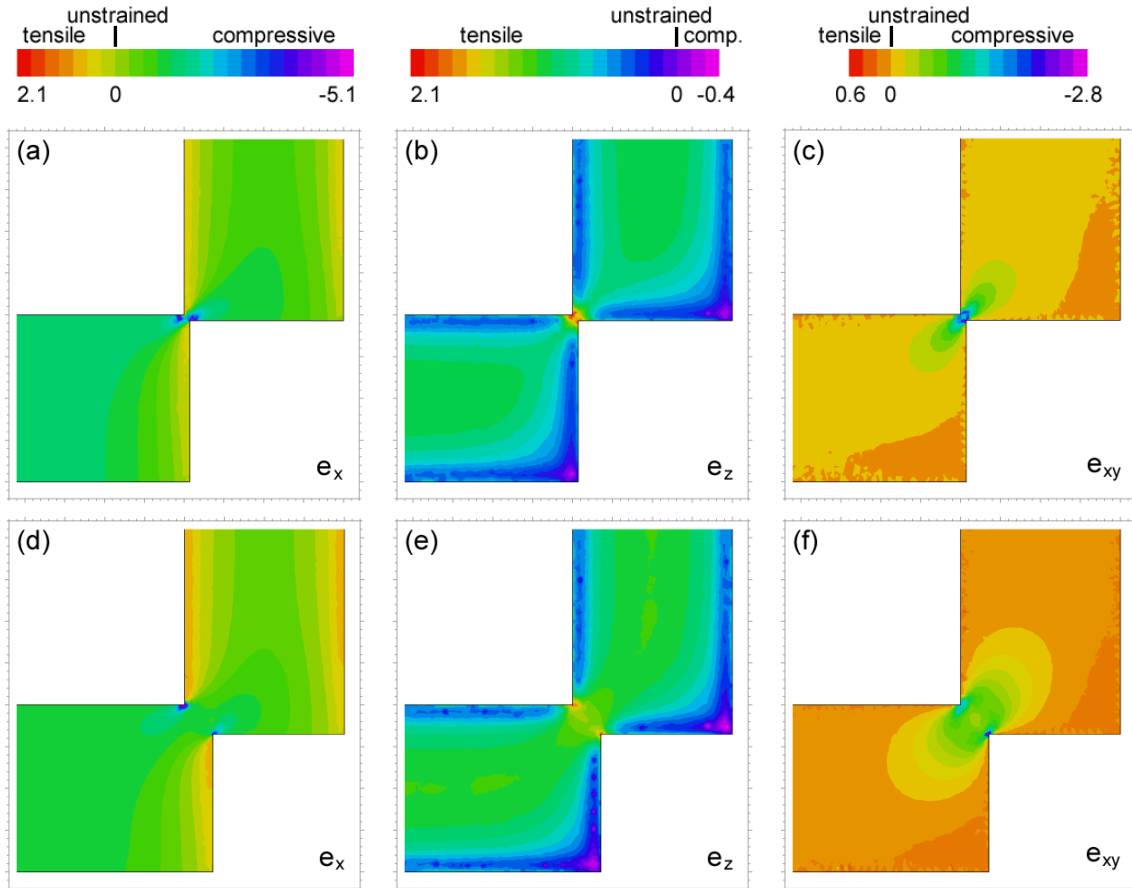 unstrained unstrained unstrained
tensile compressive tensile comp. tensile compressive
2.1 0 -5.1 2.1 0 -0.4 0.6 0 -2.8
(a) (b) (c)
e_x e_z e_xy
(d) (e) (f)
e_x e_z e_xy